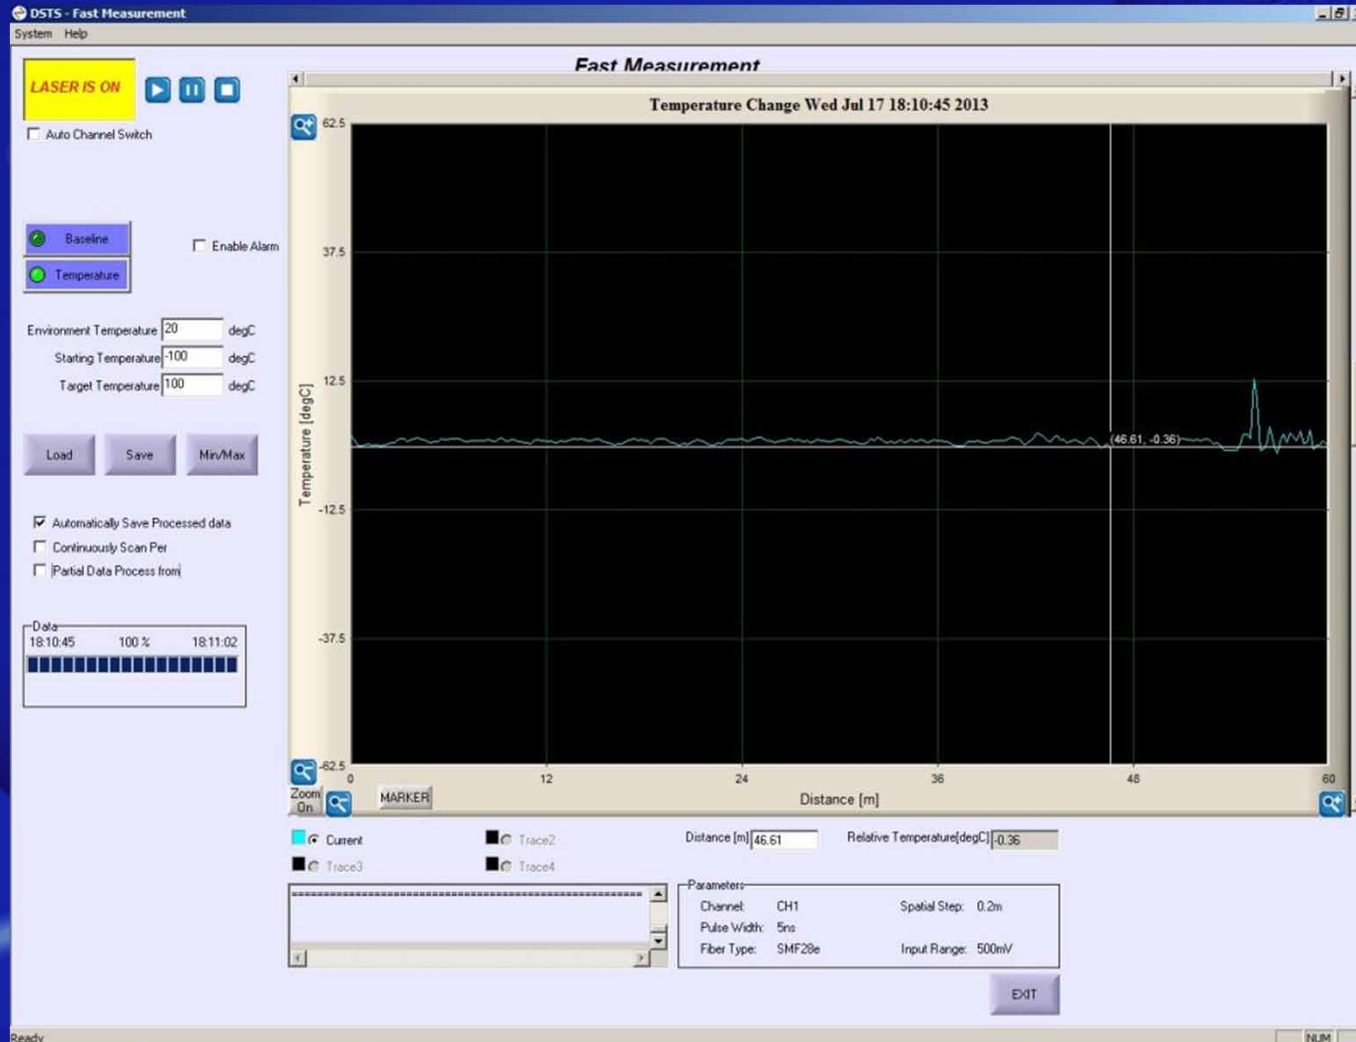 DSTS - Fast Measurement
System Help
Fast Measurement
LASER IS ON
Auto Channel Switch
Temperature Change Wed Jul 17 18:10:45 2013
Baseline
Enable Alarm
Temperature
Environment Temperature 20 degC
Starting Temperature -100 degC
Target Temperature 100 degC
Load Save Min/Max
Automatically Save Processed data
Continuously Scan Per
Partial Data Process from
Data
18:10:45 100 % 18:11:02
Temperature [degC]
62.5
37.5
12.5
-12.5
-37.5
-62.5
(46.61, -0.36)
0 12 24 36 48 60
Zoom
On
MARKER
Distance [m]
Current Trace2
Trace3 Trace4
Distance [m] 46.61 Relative Temperature[degC] -0.36
==========================================================
Parameters
Channel: CH1 Spatial Step: 0.2m
Pulse Width: 5ns
Fiber Type: SMF28e Input Range: 500mV
EXIT
Ready NUM